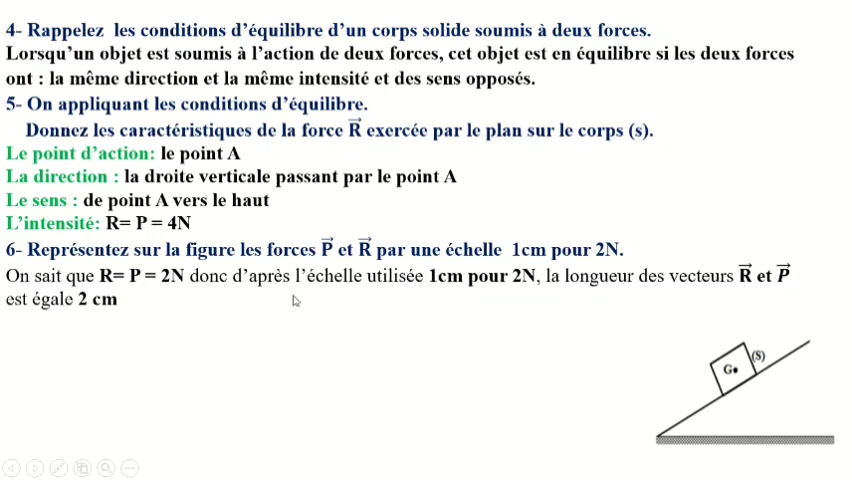 4- Rappelez les conditions d’équilibre d’un corps solide soumis à deux forces.
Lorsqu’un objet est soumis à l’action de deux forces, cet objet est en équilibre si les deux forces
ont : la même direction et la même intensité et des sens opposés.
5- On appliquant les conditions d’équilibre.
Donnez les caractéristiques de la force R⃗ exercée par le plan sur le corps (s).
Le point d’action: le point A
La direction : la droite verticale passant par le point A
Le sens : de point A vers le haut
L’intensité: R= P = 4N
6- Représentez sur la figure les forces P⃗ et R⃗ par une échelle 1cm pour 2N.
On sait que R= P = 2N donc d’après l’échelle utilisée 1cm pour 2N, la longueur des vecteurs R⃗ et P⃗
est égale 2 cm
(S)
G